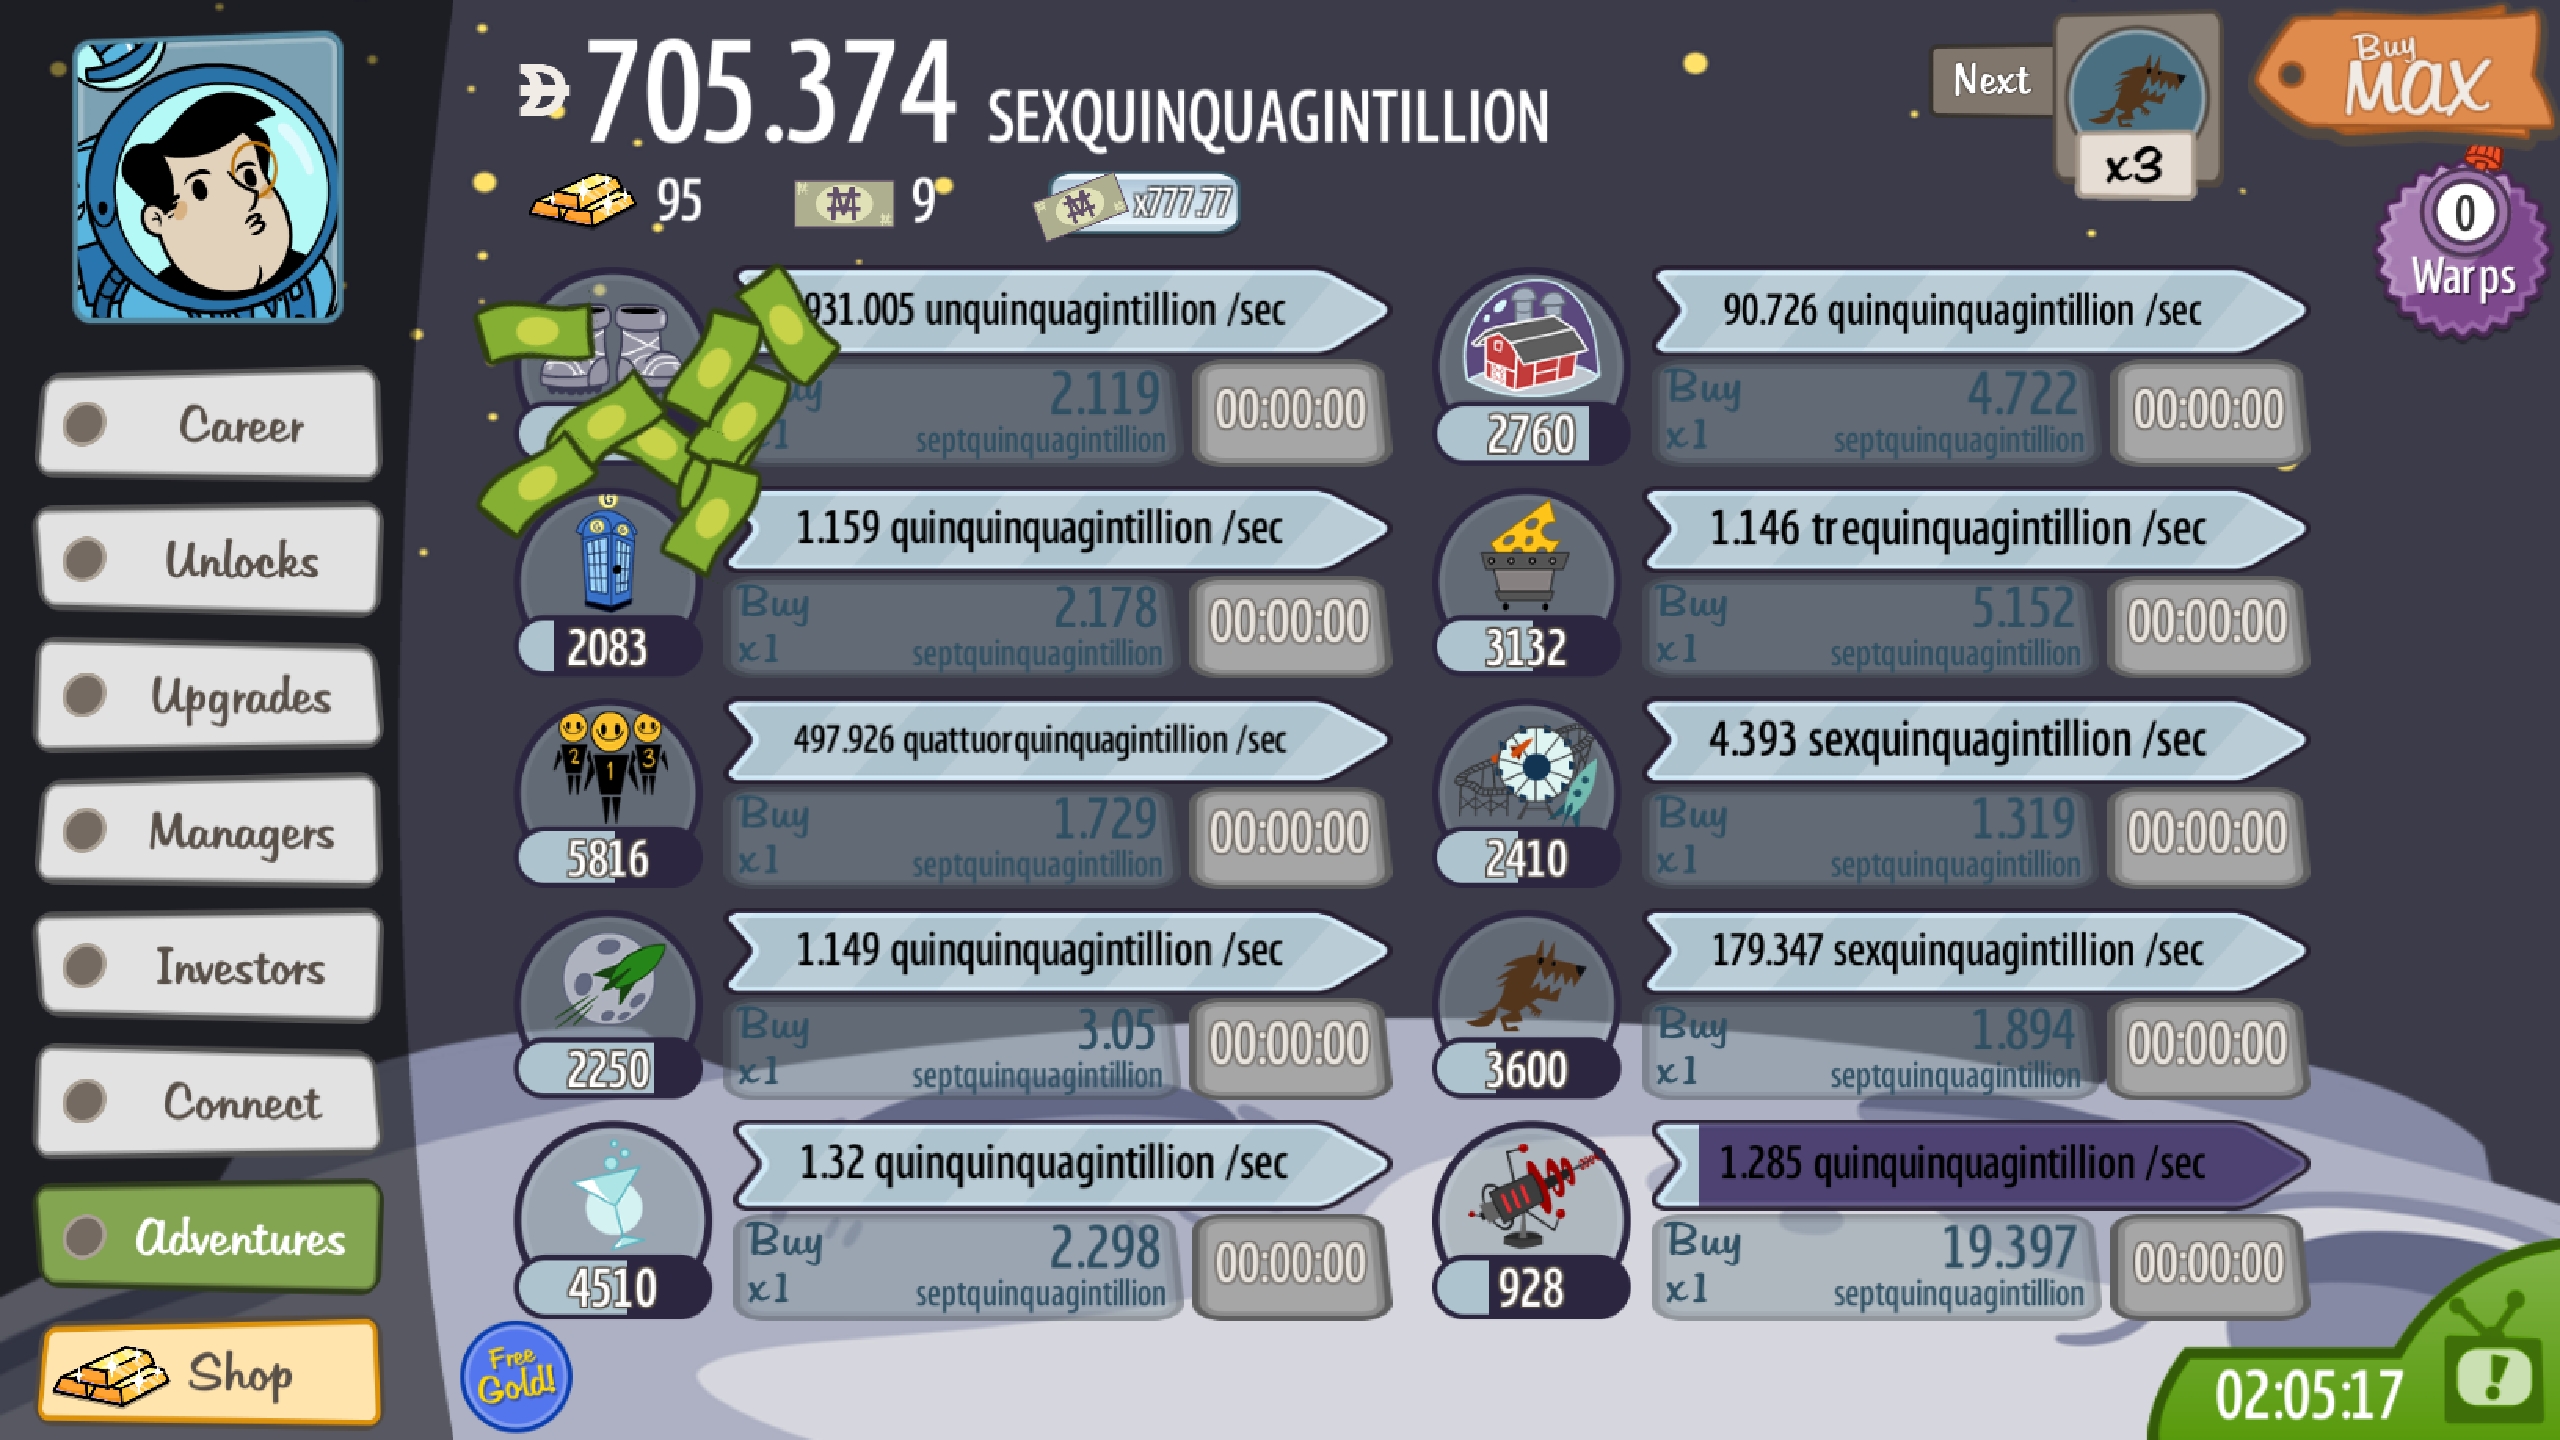 705.374 SEXQUINQUAGINTILLION
Next
x3
Buy
MAX
95
9
x777.77
0
Warps
Career
Unlocks
Upgrades
Managers
Investors
Connect
Adventures
Shop
931.005 unquinquagintillion /sec
2.119
septquinquagintillion
00:00:00
90.726 quinquinquagintillion /sec
2760
Buy
x1
4.722
septquinquagintillion
00:00:00
G
G G
1.159 quinquinquagintillion /sec
2083
Buy
x1
2.178
septquinquagintillion
00:00:00
1.146 trequinquagintillion /sec
3132
Buy
x1
5.152
septquinquagintillion
00:00:00
2 1 3
497.926 quattuorquinquagintillion /sec
5816
Buy
x1
1.729
septquinquagintillion
00:00:00
4.393 sexquinquagintillion /sec
2410
Buy
x1
1.319
septquinquagintillion
00:00:00
1.149 quinquinquagintillion /sec
2250
Buy
x1
3.05
septquinquagintillion
00:00:00
179.347 sexquinquagintillion /sec
3600
Buy
x1
1.894
septquinquagintillion
00:00:00
1.32 quinquinquagintillion /sec
4510
Buy
x1
2.298
septquinquagintillion
00:00:00
1.285 quinquinquagintillion /sec
928
Buy
x1
19.397
septquinquagintillion
00:00:00
Free
Gold!
02:05:17
!